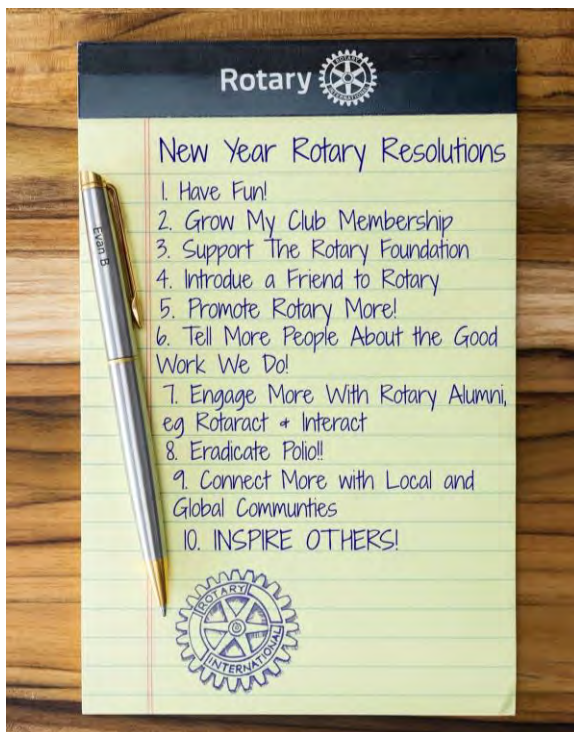 Rotary
ROTARY
INTERNATIONAL
New Year Rotary Resolutions
1. Have Fun!
2. Grow My Club Membership
3. Support The Rotary Foundation
4. Introdue a Friend to Rotary
5. Promote Rotary More!
6. Tell More People About the Good
Work We Do!
7. Engage More With Rotary Alumni,
eg Rotaract & Interact
8. Eradicate Polio!!
9. Connect More with Local and
Global Communties
10. INSPIRE OTHERS!
Evan B
ROTARY
INTERNATIONAL